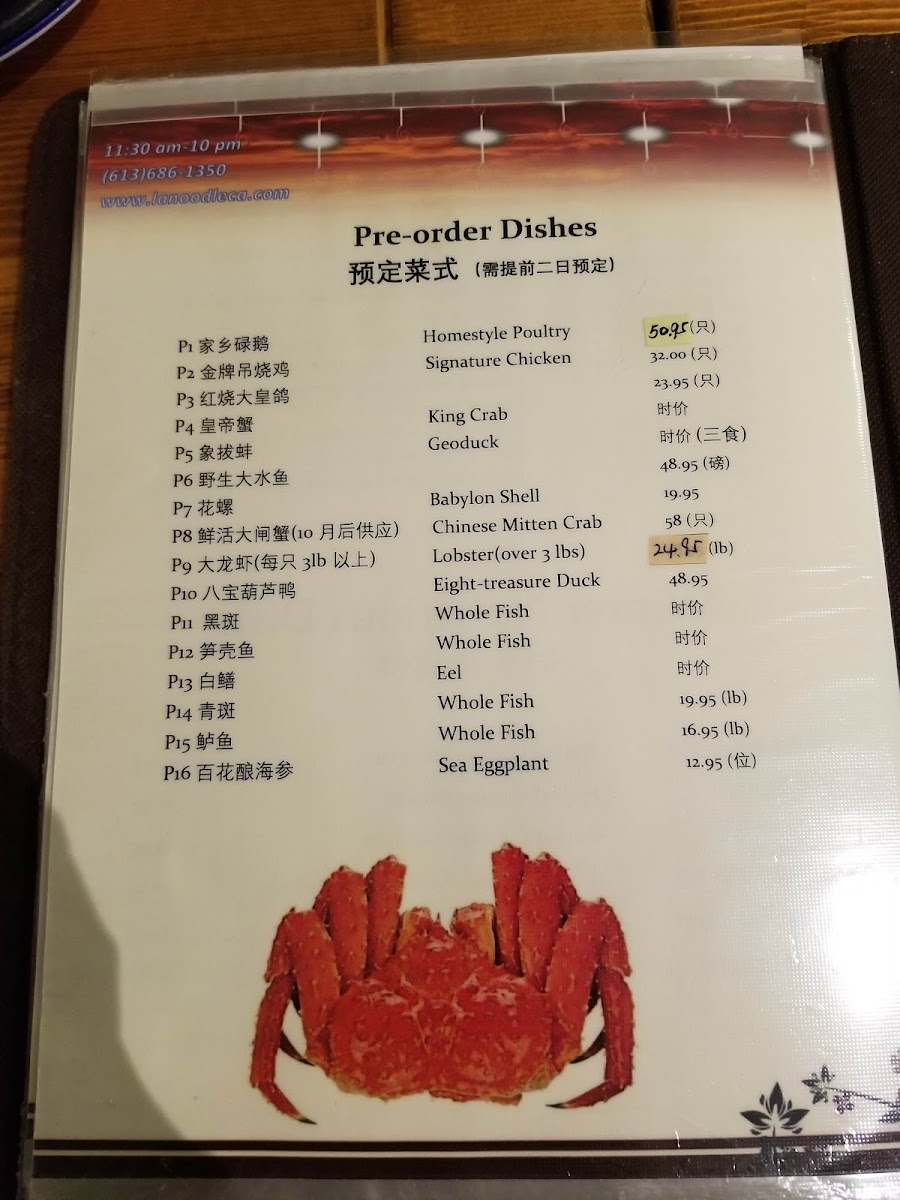 11:30 am-10 pm
(613)686-1350
www.lanoodleca.com
Pre-order Dishes
预定菜式 (需提前二日预定)
P1 家乡碌鹅 Homestyle Poultry 50.95(只)
P2 金牌吊烧鸡 Signature Chicken 32.00 (只)
P3 红烧大皇鸽 23.95 (只)
P4 皇帝蟹 King Crab 时价
P5 象拔蚌 Geoduck 时价 (三食)
P6 野生大水鱼 48.95 (磅)
P7 花螺 Babylon Shell 19.95
P8 鲜活大闸蟹(10 月后供应) Chinese Mitten Crab 58 (只)
P9 大龙虾(每只 3lb 以上) Lobster(over 3 lbs) 24.95 (lb)
P10 八宝葫芦鸭 Eight-treasure Duck 48.95
P11 黑斑 Whole Fish 时价
P12 笋壳鱼 Whole Fish 时价
P13 白鳝 Eel 时价
P14 青斑 Whole Fish 19.95 (lb)
P15 鲈鱼 Whole Fish 16.95 (lb)
P16 百花酿海参 Sea Eggplant 12.95 (位)